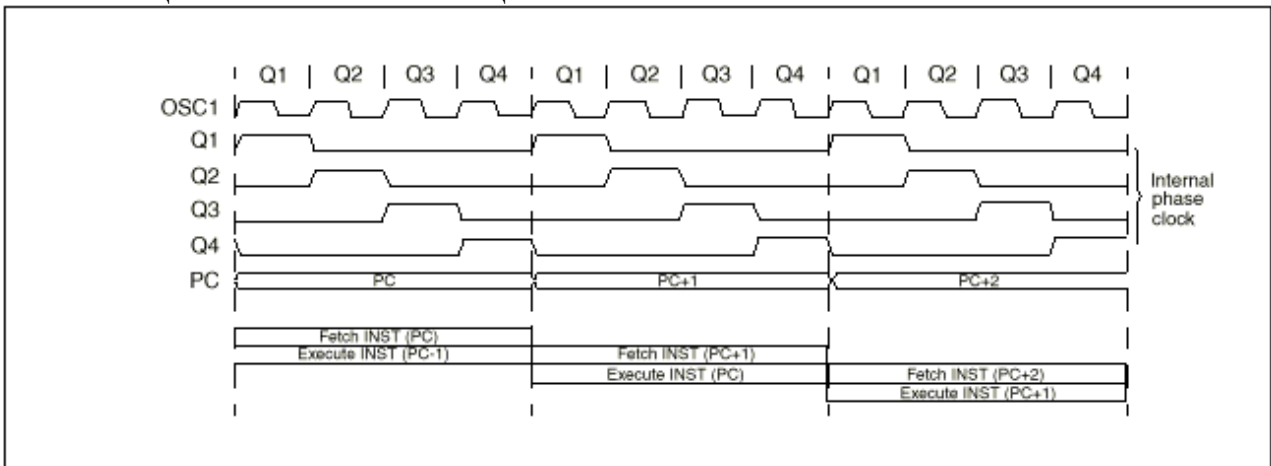 Q1 | Q2 | Q3 | Q4 Q1 | Q2 | Q3 | Q4 Q1 | Q2 | Q3 | Q4
OSC1
Q1
Q2
Q3
Q4
PC PC PC+1 PC+2
Internal
phase
clock
Fetch INST (PC)
Execute INST (PC-1) Fetch INST (PC+1)
Execute INST (PC) Fetch INST (PC+2)
Execute INST (PC+1)